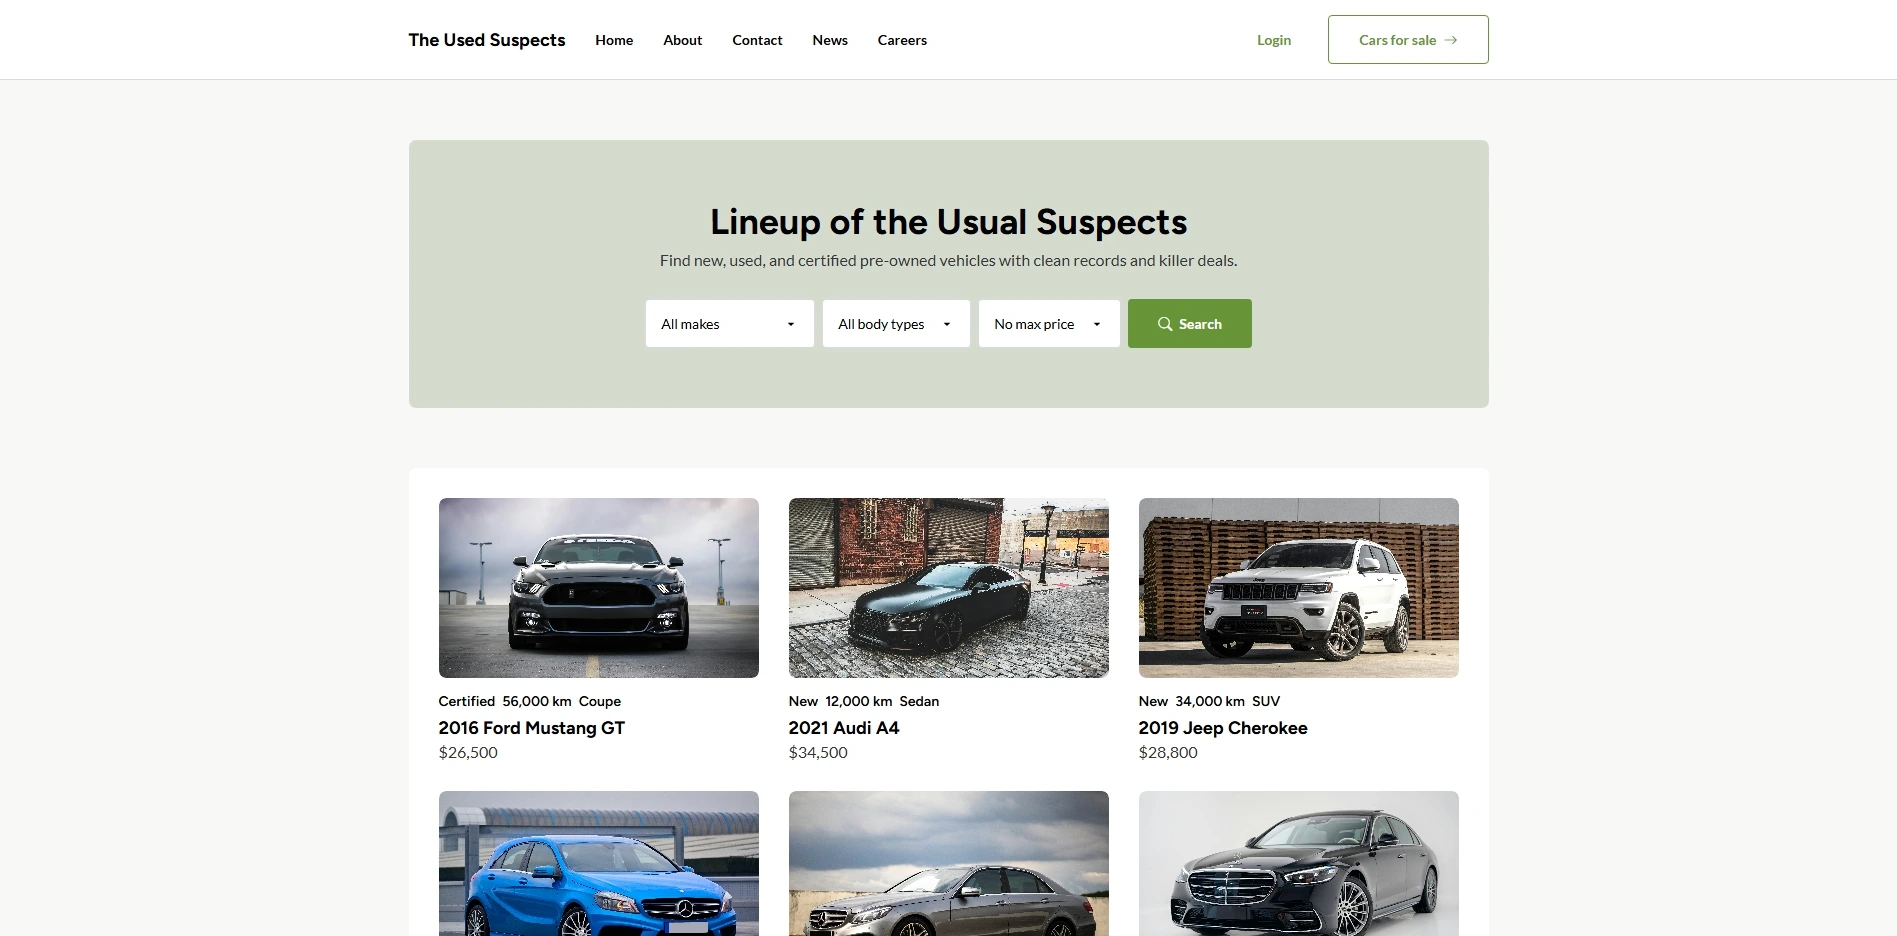 The Used Suspects Home About Contact News Careers Login Cars for sale →
Lineup of the Usual Suspects
Find new, used, and certified pre-owned vehicles with clean records and killer deals.
All makes All body types No max price Search
Certified 56,000 km Coupe
2016 Ford Mustang GT
$26,500
New 12,000 km Sedan
2021 Audi A4
$34,500
New 34,000 km SUV
2019 Jeep Cherokee
$28,800